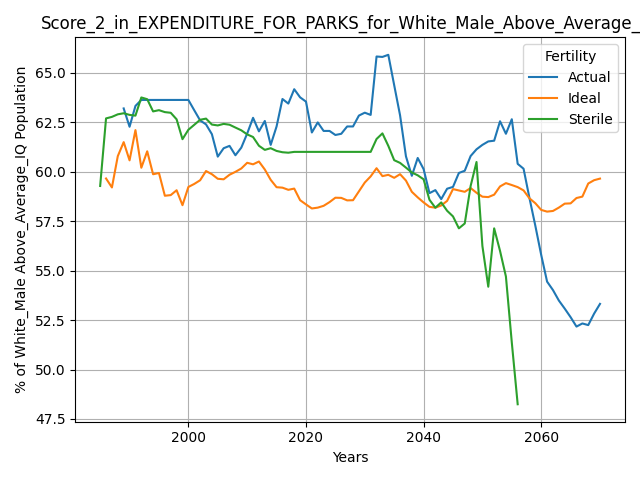 Score_2_in_EXPENDITURE_FOR_PARKS_for_White_Male_Above_Average_
Fertility
Actual
Ideal
Sterile
% of White_Male Above_Average_IQ Population
65.0
62.5
60.0
57.5
55.0
52.5
50.0
47.5
2000
2020
2040
2060
Years